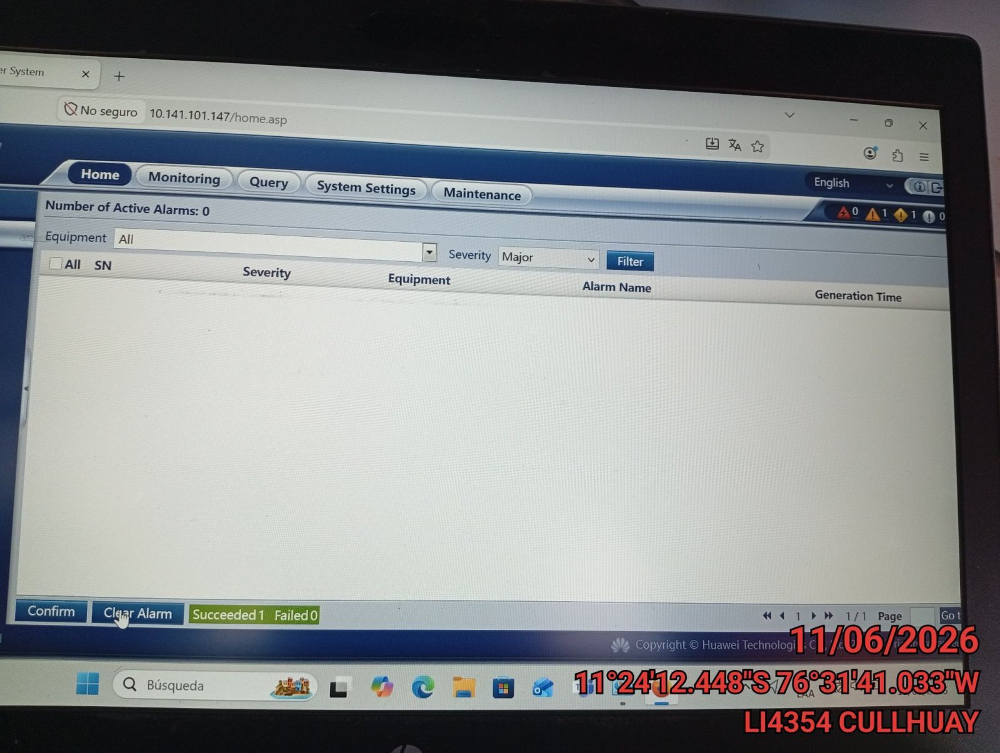 er System
No seguro 10.141.101.147/home.asp
Home Monitoring Query System Settings Maintenance English
Number of Active Alarms: 0 0 1 1 0
Equipment All Severity Major Filter
All SN Severity Equipment Alarm Name Generation Time
Confirm Clear Alarm Succeeded 1 Failed 0 1 1 / 1 Page Go t
Copyright © Huawei Technologi
Búsqueda
11/06/2026
11°24'12.448"S 76°31'41.033"W
LI4354 CULLHUAY